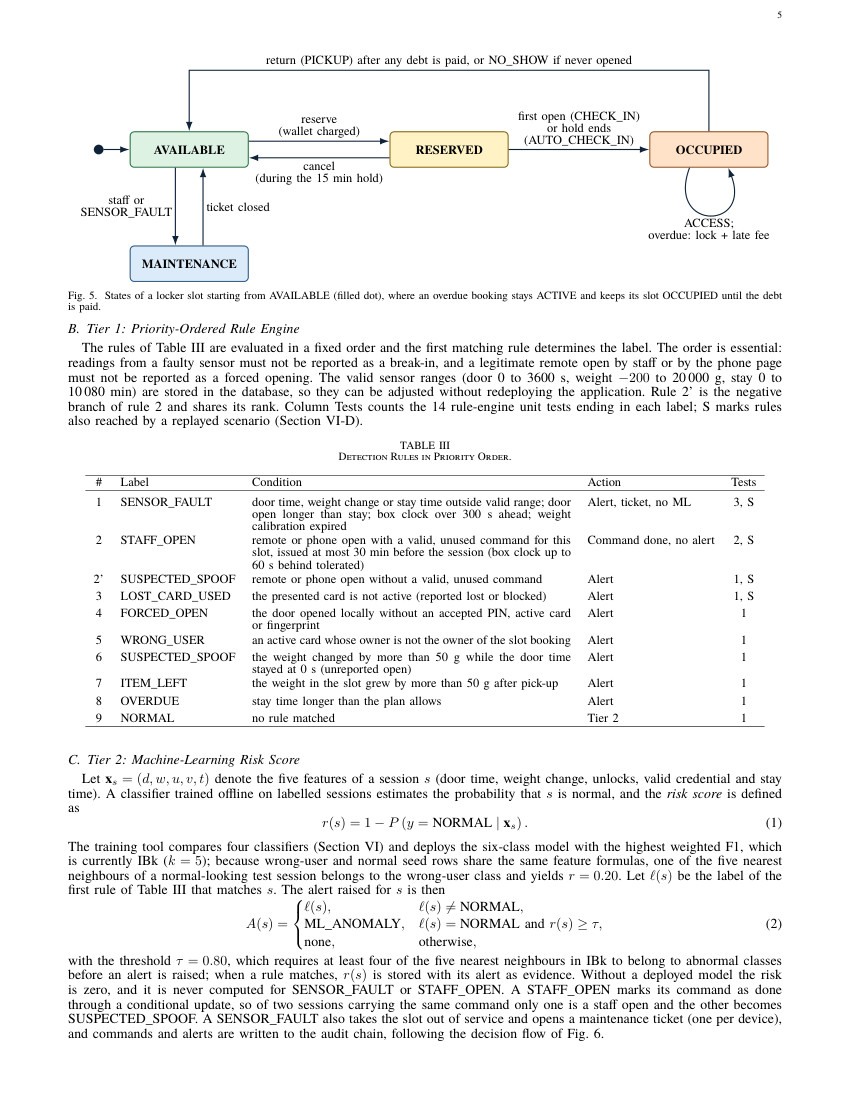 5
return (PICKUP) after any debt is paid, or NO_SHOW if never opened
reserve
(wallet charged)
first open (CHECK_IN)
or hold ends
(AUTO_CHECK_IN)
AVAILABLE
RESERVED
OCCUPIED
cancel
(during the 15 min hold)
staff or
SENSOR_FAULT
ticket closed
ACCESS;
overdue: lock + late fee
MAINTENANCE
Fig. 5. States of a locker slot starting from AVAILABLE (filled dot), where an overdue booking stays ACTIVE and keeps its slot OCCUPIED until the debt
is paid.
B. Tier 1: Priority-Ordered Rule Engine
The rules of Table III are evaluated in a fixed order and the first matching rule determines the label. The order is essential:
readings from a faulty sensor must not be reported as a break-in, and a legitimate remote open by staff or by the phone page
must not be reported as a forced opening. The valid sensor ranges (door 0 to 3600 s, weight −200 to 20 000 g, stay 0 to
10 080 min) are stored in the database, so they can be adjusted without redeploying the application. Rule 2' is the negative
branch of rule 2 and shares its rank. Column Tests counts the 14 rule-engine unit tests ending in each label; S marks rules
also reached by a replayed scenario (Section VI-D).
TABLE III
Detection Rules in Priority Order.
# Label Condition Action Tests
1 SENSOR_FAULT door time, weight change or stay time outside valid range; door Alert, ticket, no ML 3, S
open longer than stay; box clock over 300 s ahead; weight
calibration expired
2 STAFF_OPEN remote or phone open with a valid, unused command for this Command done, no alert 2, S
slot, issued at most 30 min before the session (box clock up to
60 s behind tolerated)
2' SUSPECTED_SPOOF remote or phone open without a valid, unused command Alert 1, S
3 LOST_CARD_USED the presented card is not active (reported lost or blocked) Alert 1, S
4 FORCED_OPEN the door opened locally without an accepted PIN, active card Alert 1
or fingerprint
5 WRONG_USER an active card whose owner is not the owner of the slot booking Alert 1
6 SUSPECTED_SPOOF the weight changed by more than 50 g while the door time Alert 1
stayed at 0 s (unreported open)
7 ITEM_LEFT the weight in the slot grew by more than 50 g after pick-up Alert 1
8 OVERDUE stay time longer than the plan allows Alert 1
9 NORMAL no rule matched Tier 2 1
C. Tier 2: Machine-Learning Risk Score
Let x_s = (d, w, u, v, t) denote the five features of a session s (door time, weight change, unlocks, valid credential and stay
time). A classifier trained offline on labelled sessions estimates the probability that s is normal, and the risk score is defined
as
r(s) = 1 − P (y = NORMAL | x_s) . (1)
The training tool compares four classifiers (Section VI) and deploys the six-class model with the highest weighted F1, which
is currently IBk (k = 5); because wrong-user and normal seed rows share the same feature formulas, one of the five nearest
neighbours of a normal-looking test session belongs to the wrong-user class and yields r = 0.20. Let ℓ(s) be the label of the
first rule of Table III that matches s. The alert raised for s is then
ℓ(s), ℓ(s) ≠ NORMAL,
A(s) = { ML_ANOMALY, ℓ(s) = NORMAL and r(s) ≥ τ, (2)
none, otherwise,
with the threshold τ = 0.80, which requires at least four of the five nearest neighbours in IBk to belong to abnormal classes
before an alert is raised; when a rule matches, r(s) is stored with its alert as evidence. Without a deployed model the risk
is zero, and it is never computed for SENSOR_FAULT or STAFF_OPEN. A STAFF_OPEN marks its command as done
through a conditional update, so of two sessions carrying the same command only one is a staff open and the other becomes
SUSPECTED_SPOOF. A SENSOR_FAULT also takes the slot out of service and opens a maintenance ticket (one per device),
and commands and alerts are written to the audit chain, following the decision flow of Fig. 6.